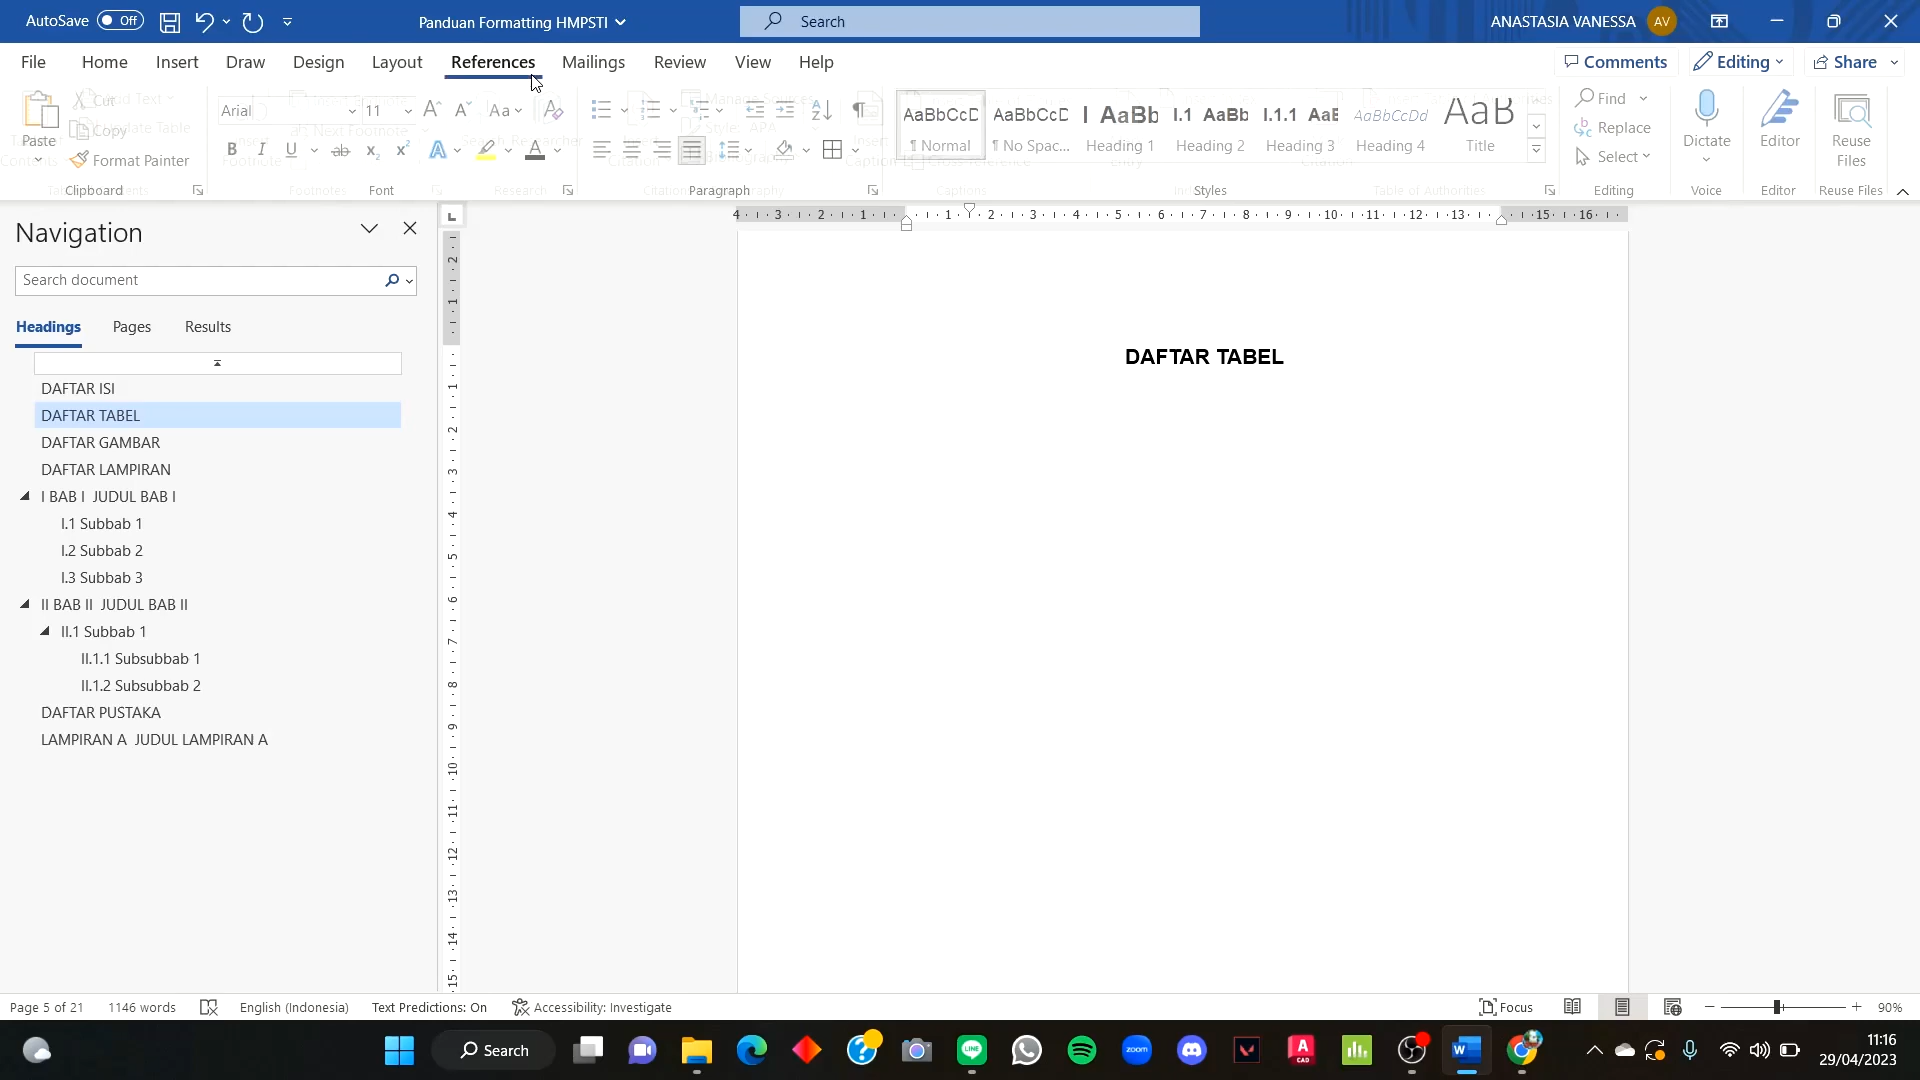 AutoSave Off Panduan Formatting HMPSTI Search ANASTASIA VANESSA AV
File Home Insert Draw Design Layout References Mailings Review View Help Comments Editing Share
Paste Cut Copy Format Painter
Arial 11
AaBbCcD AaBbCcD I AaBb I.1 AaBb I.1.1 AaB AaBbCcDd AaB
¶ Normal ¶ No Spac... Heading 1 Heading 2 Heading 3 Heading 4 Title
Find Replace Select
Dictate Editor Reuse Files
Clipboard Font Paragraph Styles Editing Voice Editor Reuse Files
Navigation
Search document
Headings Pages Results
DAFTAR ISI
DAFTAR TABEL
DAFTAR GAMBAR
DAFTAR LAMPIRAN
I BAB I JUDUL BAB I
I.1 Subbab 1
I.2 Subbab 2
I.3 Subbab 3
II BAB II JUDUL BAB II
II.1 Subbab 1
II.1.1 Subsubbab 1
II.1.2 Subsubbab 2
DAFTAR PUSTAKA
LAMPIRAN A JUDUL LAMPIRAN A
DAFTAR TABEL
Page 5 of 21 1146 words English (Indonesia) Text Predictions: On Accessibility: Investigate Focus 90%
Search 11:16
29/04/2023